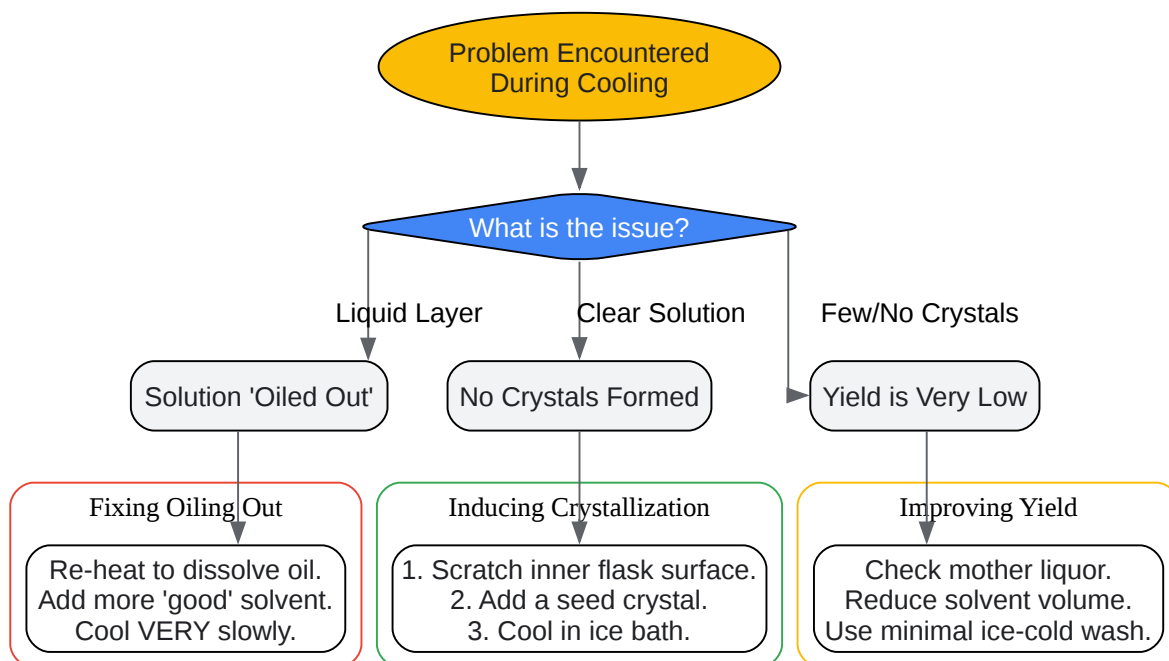 Problem Encountered
During Cooling
What is the issue?
Liquid Layer
Clear Solution
Few/No Crystals
Solution 'Oiled Out'
No Crystals Formed
Yield is Very Low
Fixing Oiling Out
Inducing Crystallization
Improving Yield
Re-heat to dissolve oil.
Add more 'good' solvent.
Cool VERY slowly.
1. Scratch inner flask surface.
2. Add a seed crystal.
3. Cool in ice bath.
Check mother liquor.
Reduce solvent volume.
Use minimal ice-cold wash.